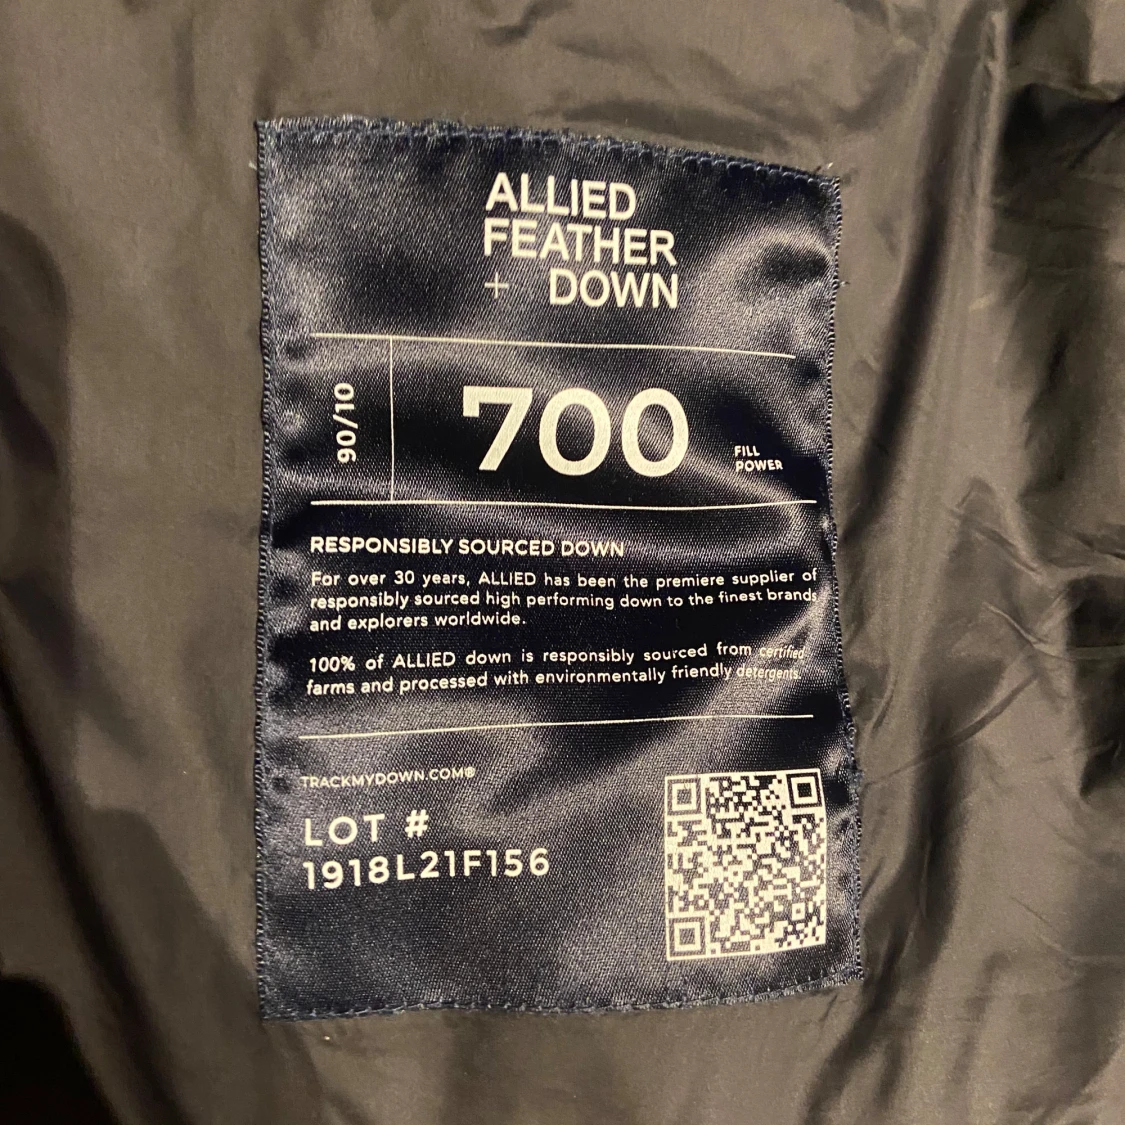 ALLIED
FEATHER
+ DOWN
90/10
700
FILL
POWER
RESPONSIBLY SOURCED DOWN
For over 30 years, ALLIED has been the premiere supplier of
responsibly sourced high performing down to the finest brands
and explorers worldwide.
100% of ALLIED down is responsibly sourced from certified
farms and processed with environmentally friendly detergents.
TRACKMYDOWN.COM®
LOT #
1918L21F156